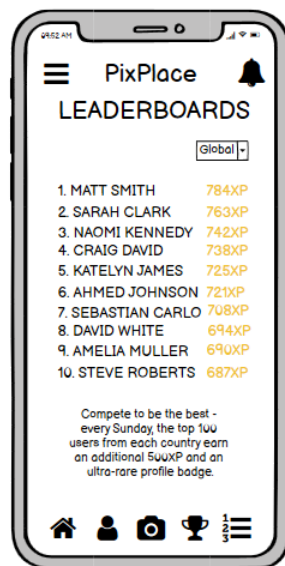 09:52 AM
PixPlace
LEADERBOARDS
Global
1. MATT SMITH 784XP
2. SARAH CLARK 763XP
3. NAOMI KENNEDY 742XP
4. CRAIG DAVID 738XP
5. KATELYN JAMES 725XP
6. AHMED JOHNSON 721XP
7. SEBASTIAN CARLO 708XP
8. DAVID WHITE 694XP
9. AMELIA MULLER 690XP
10. STEVE ROBERTS 687XP
Compete to be the best -
every Sunday, the top 100
users from each country earn
an additional 500XP and an
ultra-rare profile badge.
1
2
3